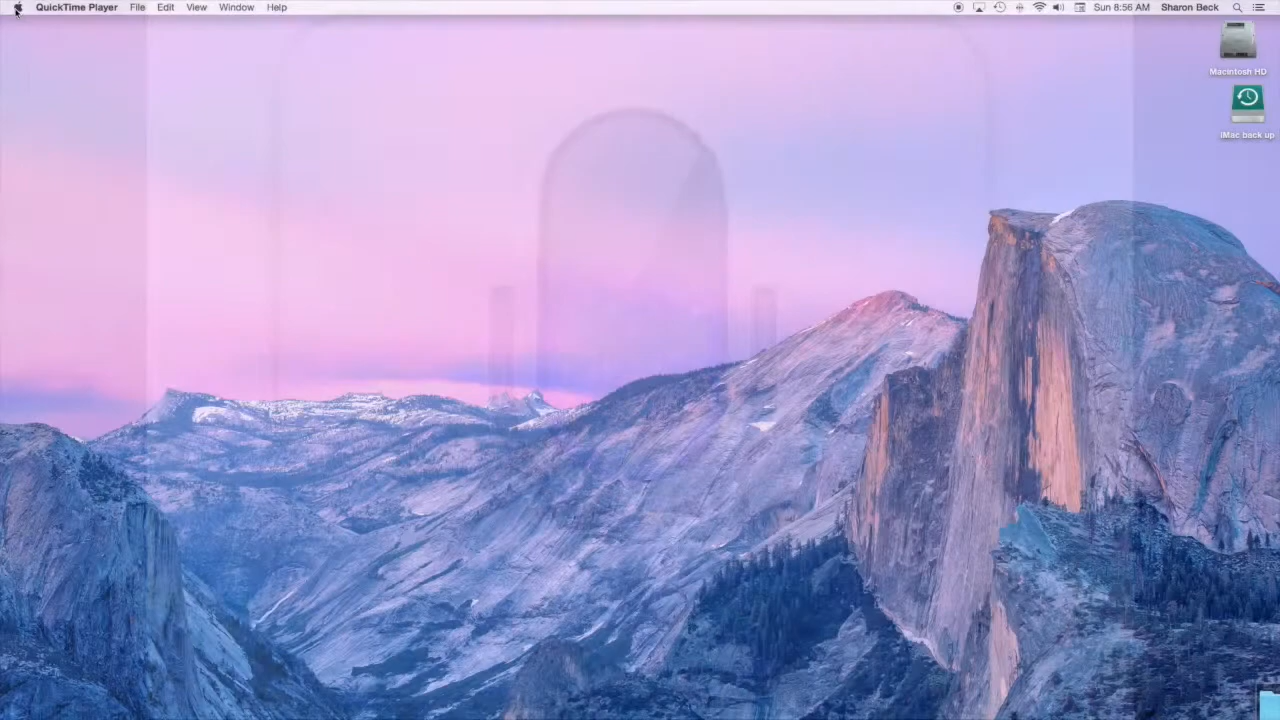 QuickTime Player File Edit View Window Help Sun 8:56 AM Sharon Beck
Macintosh HD
iMac back up